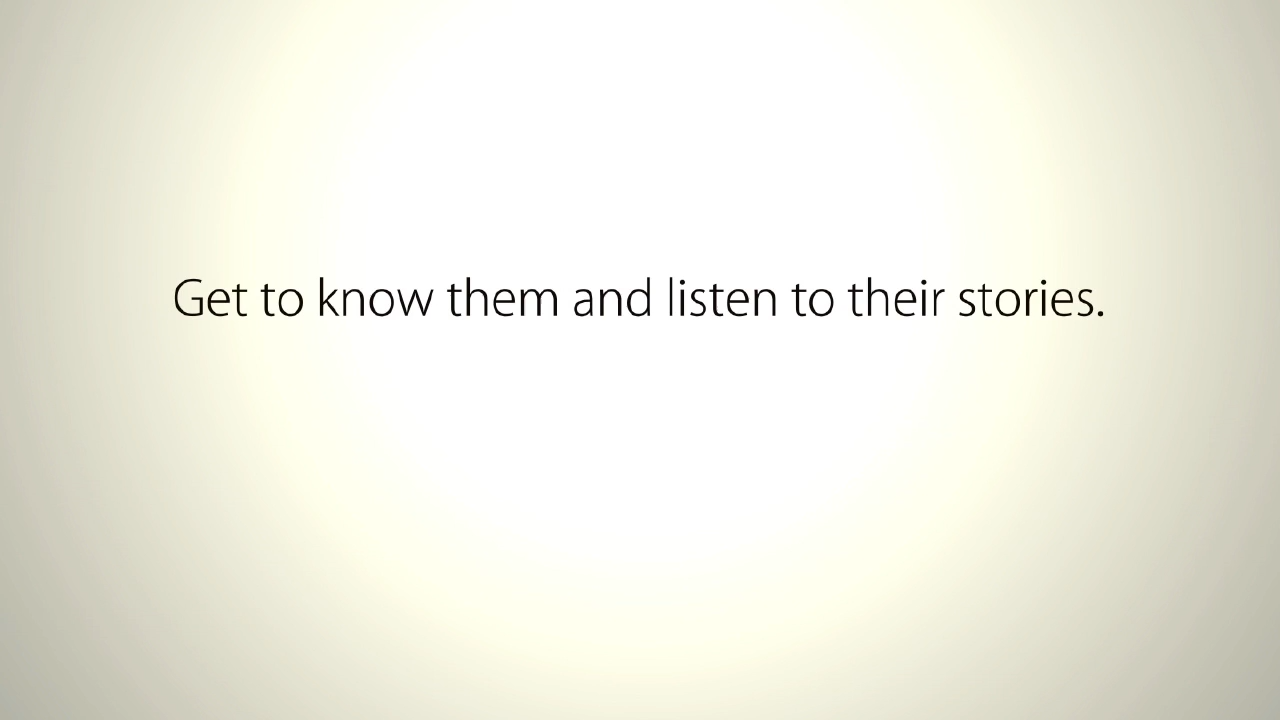 Get to know them and listen to their stories.